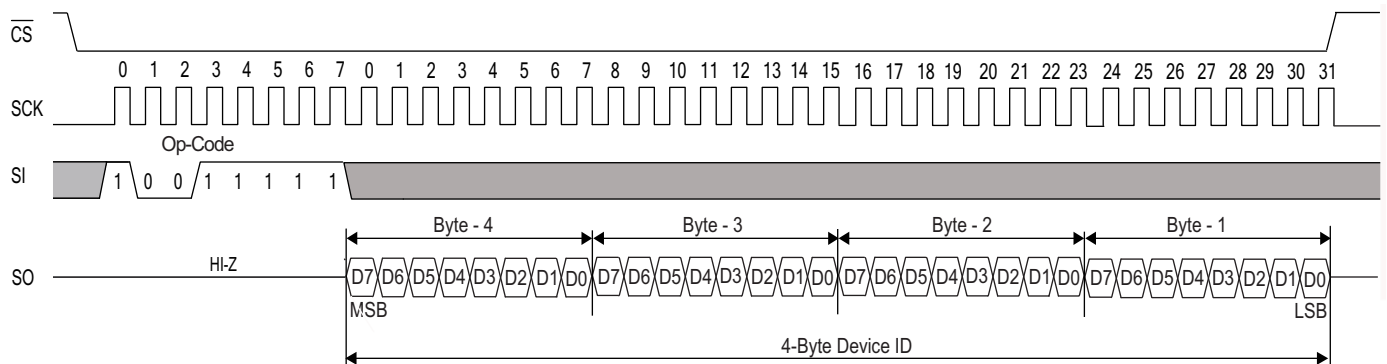 CS
0 1 2 3 4 5 6 7 0 1 2 3 4 5 6 7 8 9 10 11 12 13 14 15 16 17 18 19 20 21 22 23 24 25 26 27 28 29 30 31
SCK
Op-Code
SI 1 0 0 1 1 1 1 1
Byte - 4 Byte - 3 Byte - 2 Byte - 1
SO HI-Z D7 D6 D5 D4 D3 D2 D1 D0 D7 D6 D5 D4 D3 D2 D1 D0 D7 D6 D5 D4 D3 D2 D1 D0 D7 D6 D5 D4 D3 D2 D1 D0
MSB LSB
4-Byte Device ID